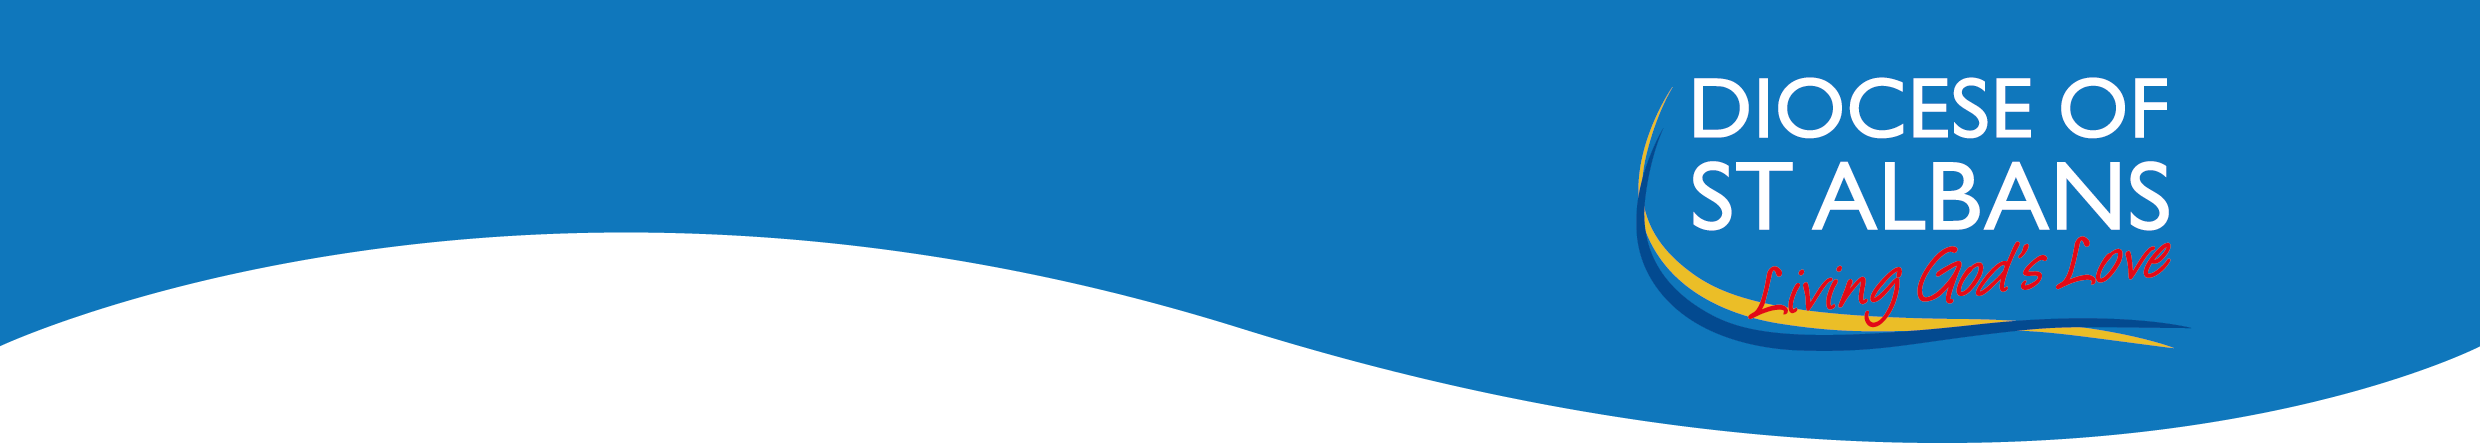 DIOCESE OF
ST ALBANS
Living God's Love